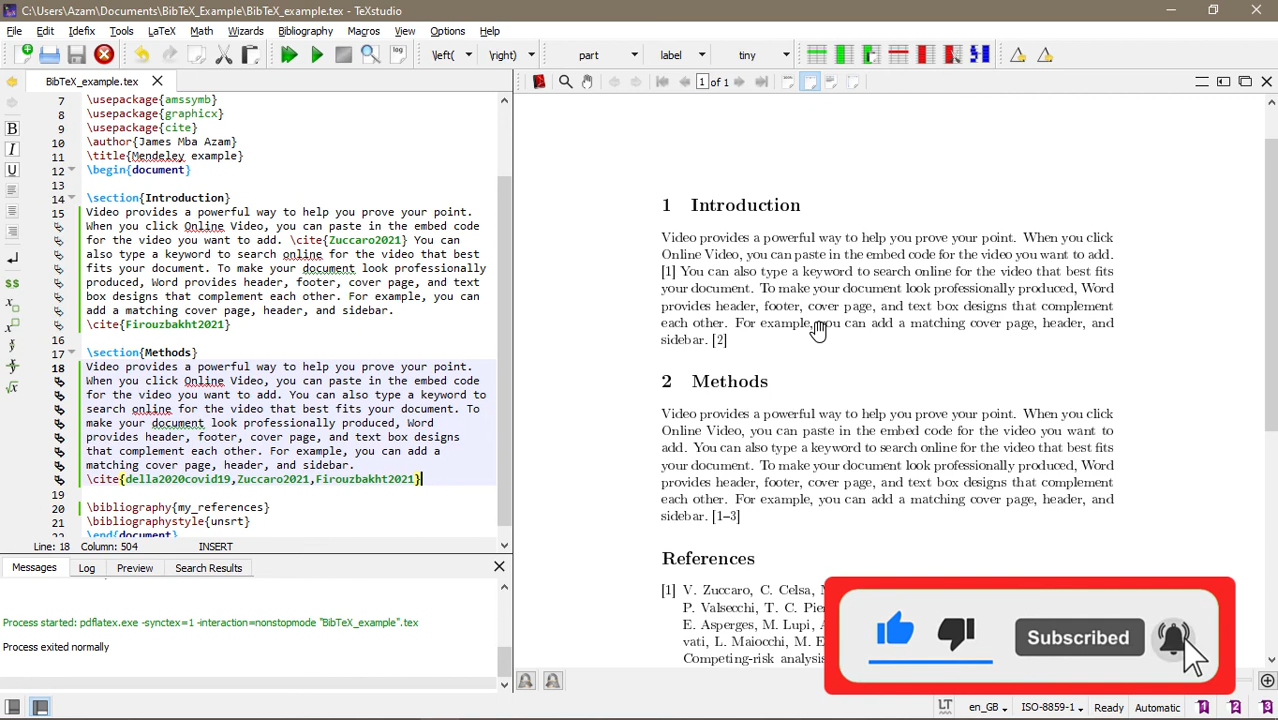 C:\Users\Azam\BibTeX_Example\BibTeX_example.tex - TeXstudio
File Edit Idefix Tools LaTeX Math Wizards Bibliography Macros View Options Help
\left( \right) part label tiny
BibTeX_example.tex
1 of 1
7 \usepackage{amssymb}
8 \usepackage{graphicx}
9 \usepackage{cite}
10 \author{James Mba Azam}
11 \title{Mendeley example}
12 \begin{document}
13
14 \section{Introduction}
15 Video provides a powerful way to help you prove your point.
When you click Online Video, you can paste in the embed code
for the video you want to add. \cite{Zuccaro2021} You can
also type a keyword to search online for the video that best
fits your document. To make your document look professionally
produced, Word provides header, footer, cover page, and text
box designs that complement each other. For example, you can
add a matching cover page, header, and sidebar.
\cite{Firouzbakht2021}
16
17 \section{Methods}
18 Video provides a powerful way to help you prove your point.
When you click Online Video, you can paste in the embed code
for the video you want to add. You can also type a keyword to
search online for the video that best fits your document. To
make your document look professionally produced, Word
provides header, footer, cover page, and text box designs
that complement each other. For example, you can add a
matching cover page, header, and sidebar.
\cite{della2020covid19,Zuccaro2021,Firouzbakht2021}
19
20 \bibliography{my_references}
21 \bibliographystyle{unsrt}
22 \end{document}
Line: 18 Column: 504 INSERT
Messages Log Preview Search Results
Process started: pdflatex.exe -synctex=1 -interaction=nonstopmode "BibTeX_example".tex
Process exited normally
1 Introduction
Video provides a powerful way to help you prove your point. When you click
Online Video, you can paste in the embed code for the video you want to add.
[1] You can also type a keyword to search online for the video that best fits
your document. To make your document look professionally produced, Word
provides header, footer, cover page, and text box designs that complement
each other. For example, you can add a matching cover page, header, and
sidebar. [2]
2 Methods
Video provides a powerful way to help you prove your point. When you click
Online Video, you can paste in the embed code for the video you want to
add. You can also type a keyword to search online for the video that best fits
your document. To make your document look professionally produced, Word
provides header, footer, cover page, and text box designs that complement
each other. For example, you can add a matching cover page, header, and
sidebar. [1–3]
References
[1] V. Zuccaro, C. Celsa,
P. Valsecchi, T. C.
E. Asperges, M. Lupi,
vati, L. Maiocchi, M. E
Competing-risk analysis
Subscribed
LT en_GB ISO-8859-1 Ready Automatic 1 2 3